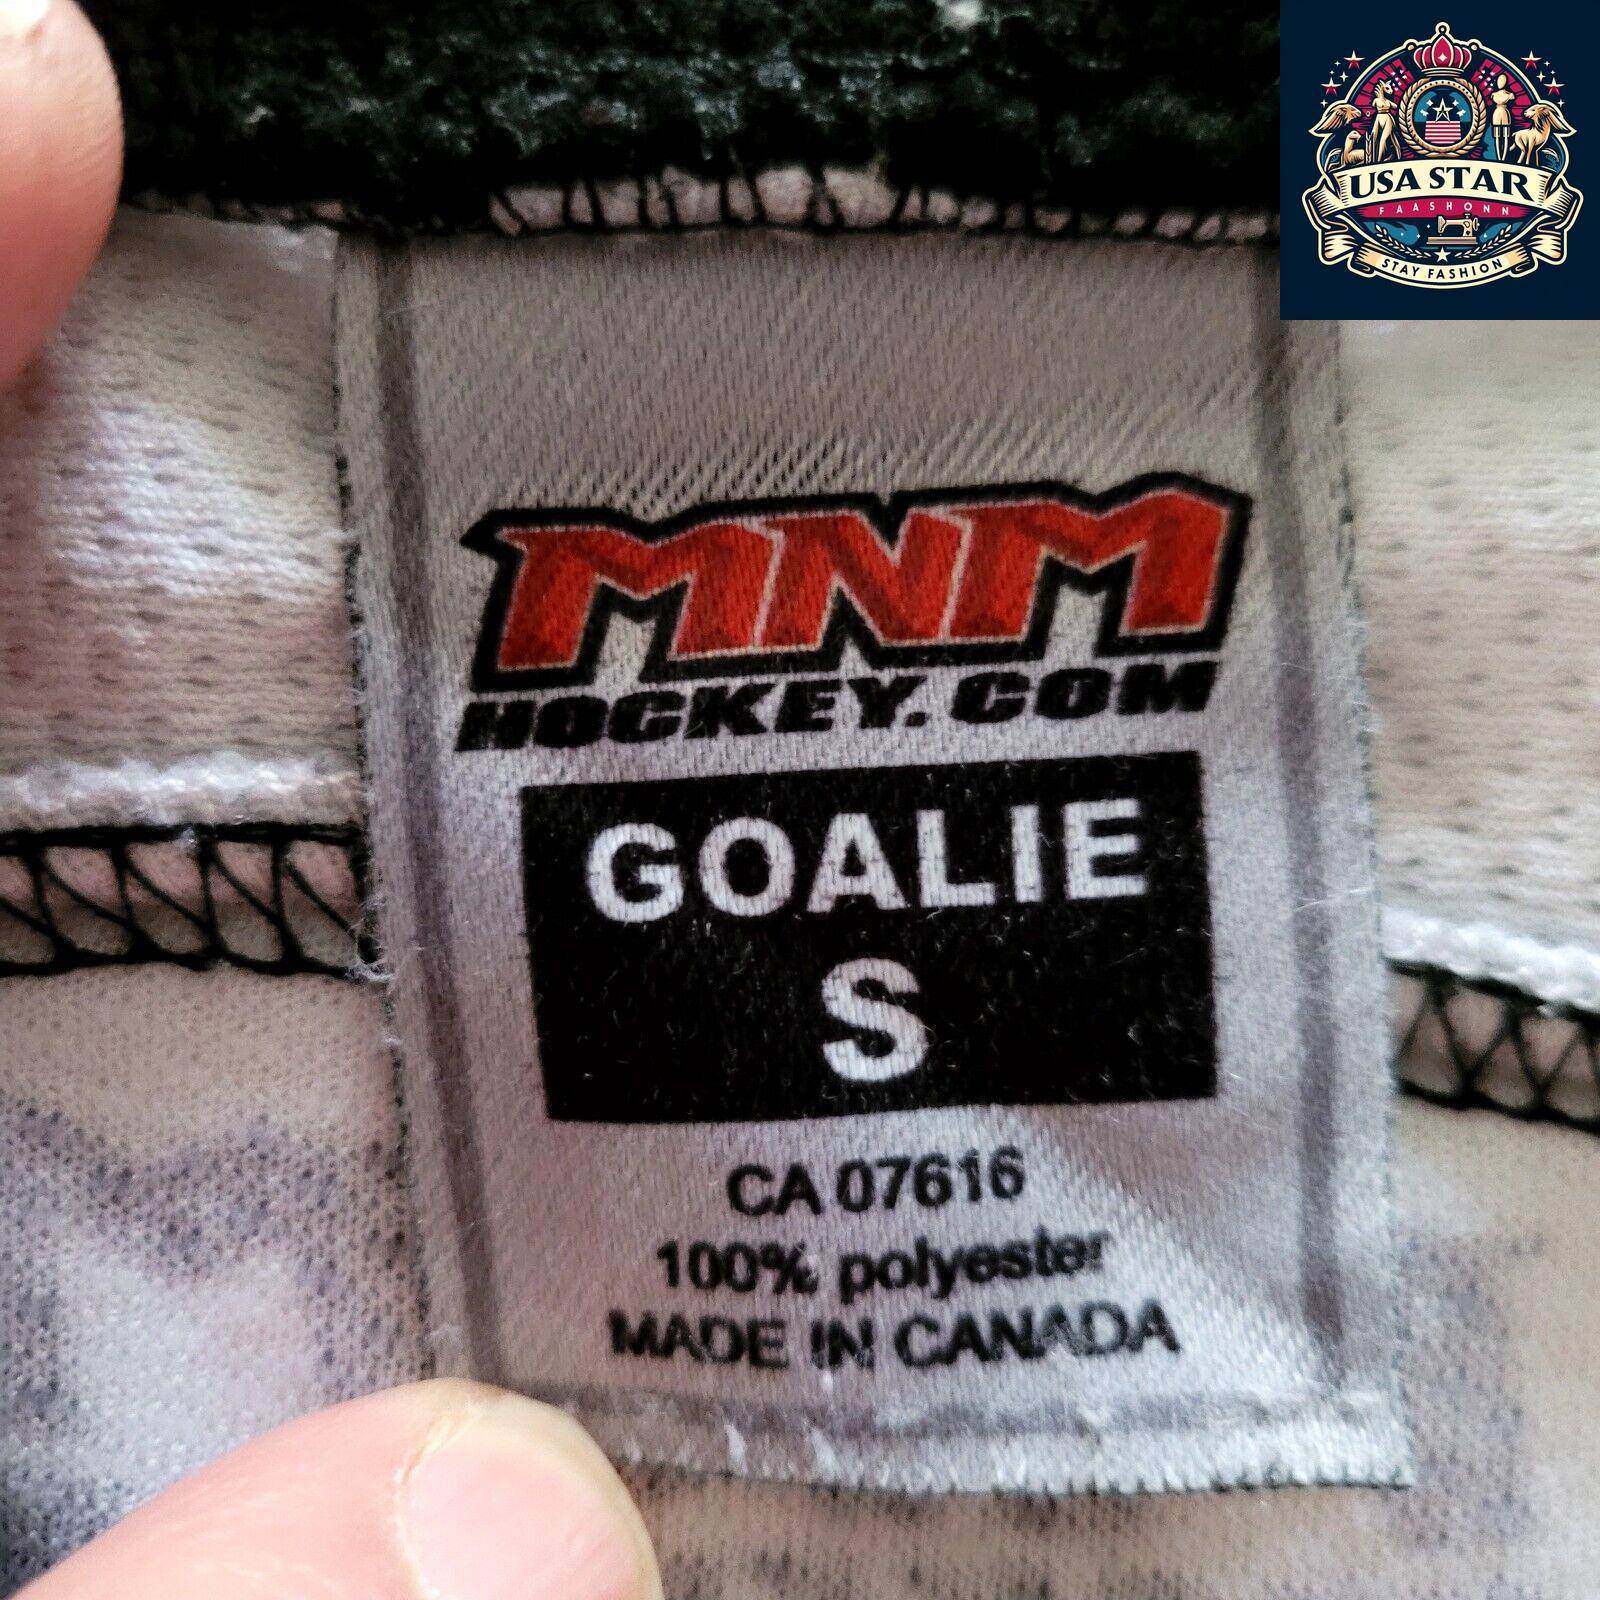 USA STAR
FAASHONN
STAY FASHION
MNM
HOCKEY.COM
GOALIE
S
CA 07616
100% polyester
MADE IN CANADA